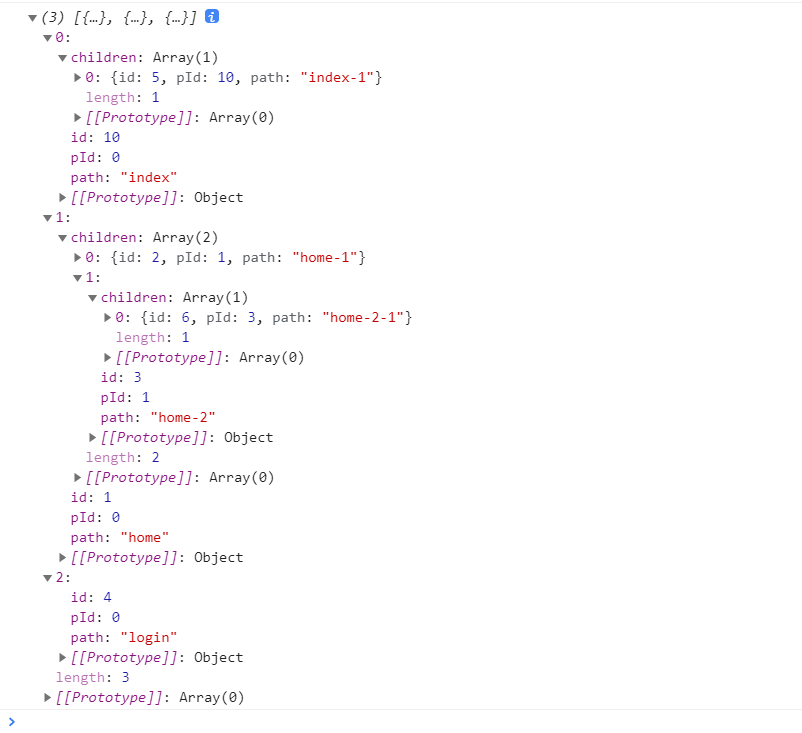 (3) [{…}, {…}, {…}] i
0:
children: Array(1)
0: {id: 5, pId: 10, path: "index-1"}
length: 1
[[Prototype]]: Array(0)
id: 10
pId: 0
path: "index"
[[Prototype]]: Object
1:
children: Array(2)
0: {id: 2, pId: 1, path: "home-1"}
1:
children: Array(1)
0: {id: 6, pId: 3, path: "home-2-1"}
length: 1
[[Prototype]]: Array(0)
id: 3
pId: 1
path: "home-2"
[[Prototype]]: Object
length: 2
[[Prototype]]: Array(0)
id: 1
pId: 0
path: "home"
[[Prototype]]: Object
2:
id: 4
pId: 0
path: "login"
[[Prototype]]: Object
length: 3
[[Prototype]]: Array(0)